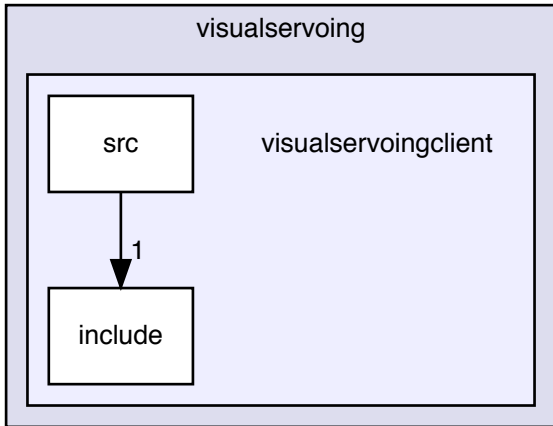 visualservoing
src
visualservoingclient
1
include